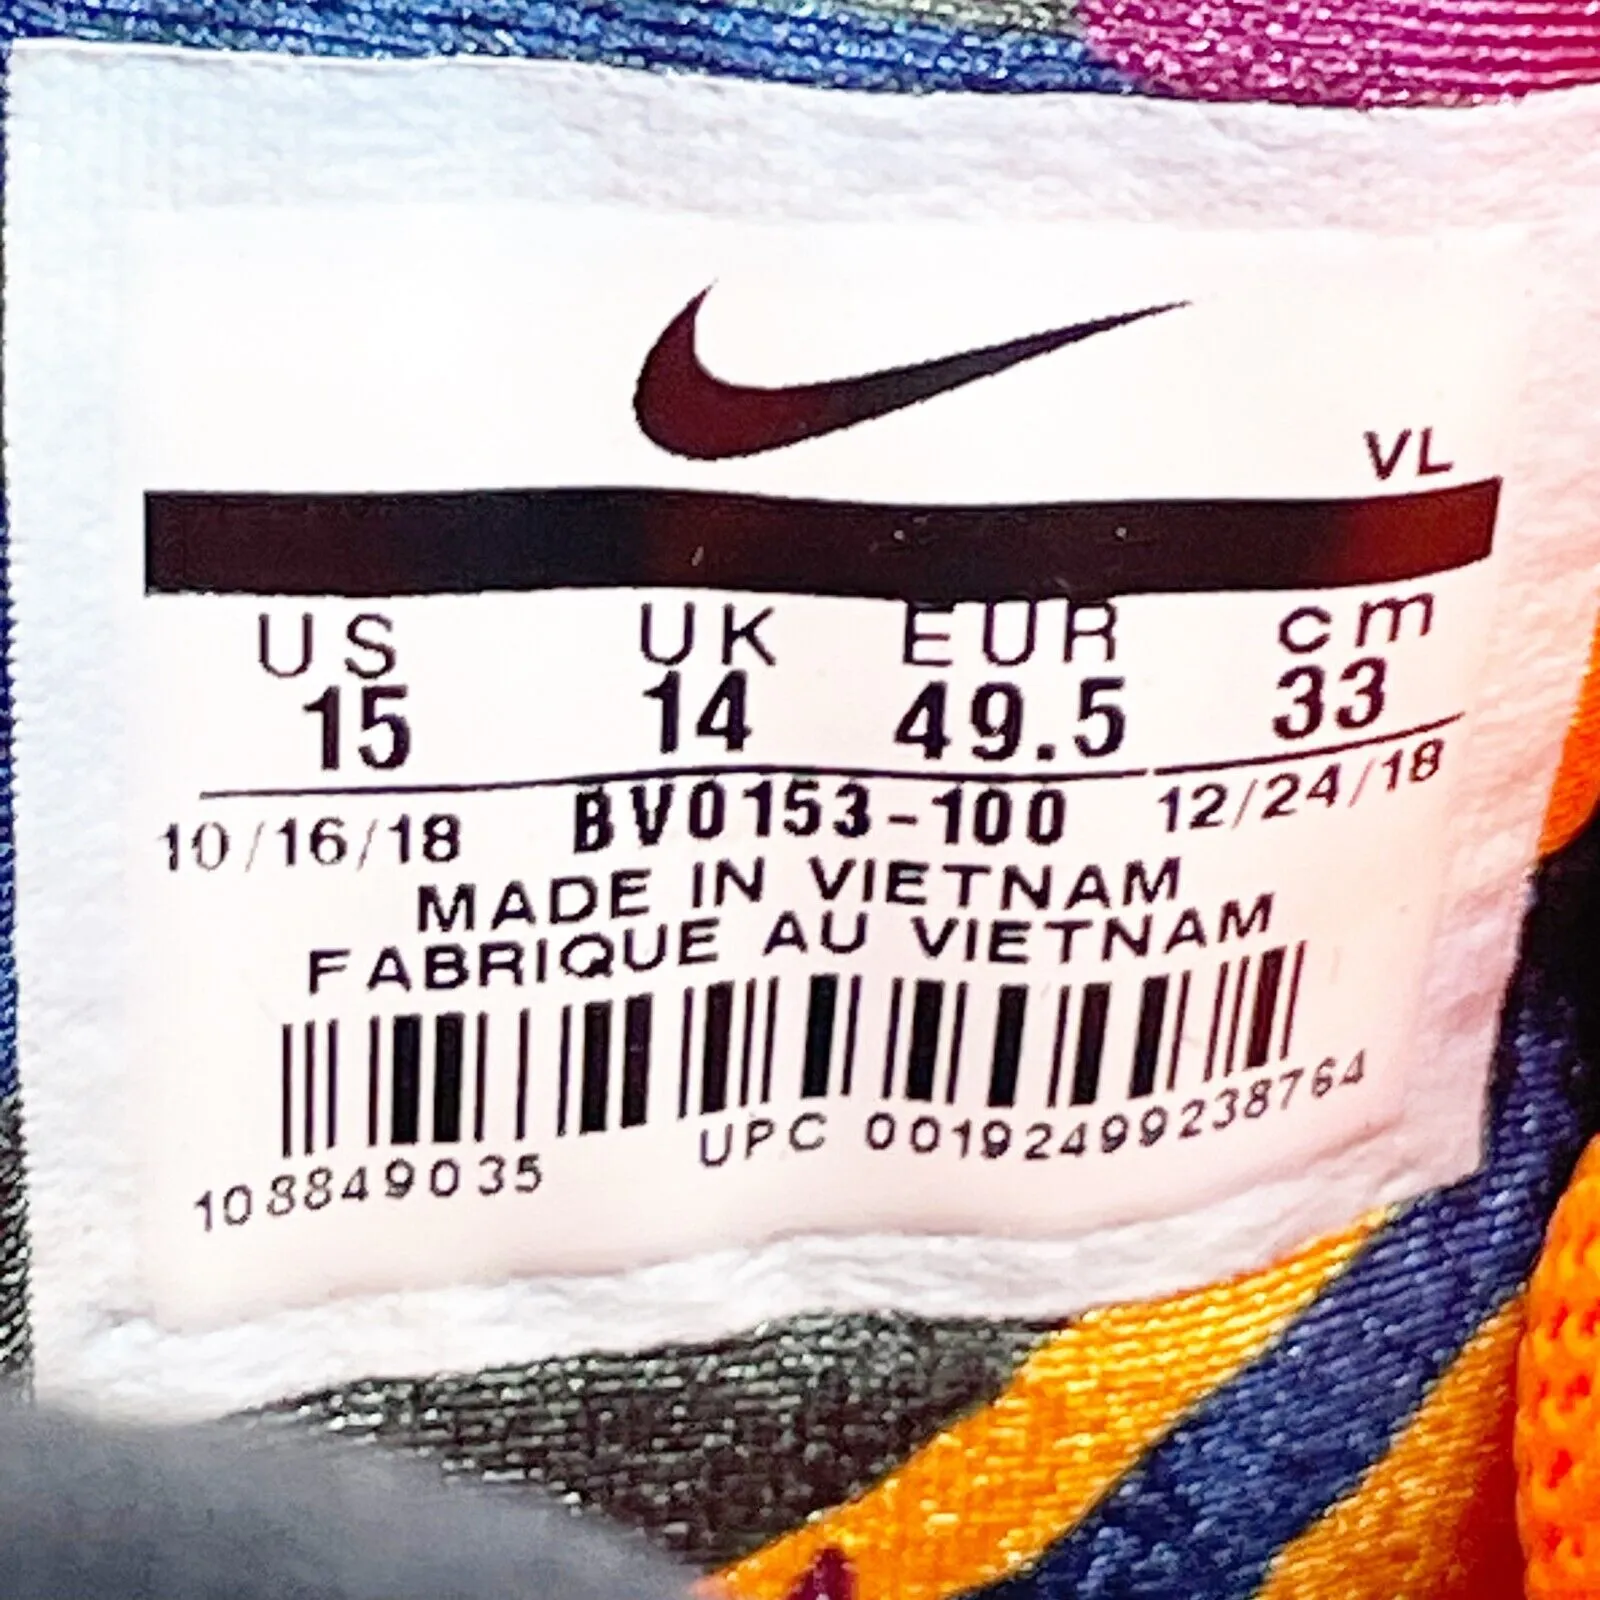 VL
US UK EUR cm
15 14 49.5 33
10/16/18 BV0153-100 12/24/18
MADE IN VIETNAM
FABRIQUE AU VIETNAM
108849035 UPC 00192499238764